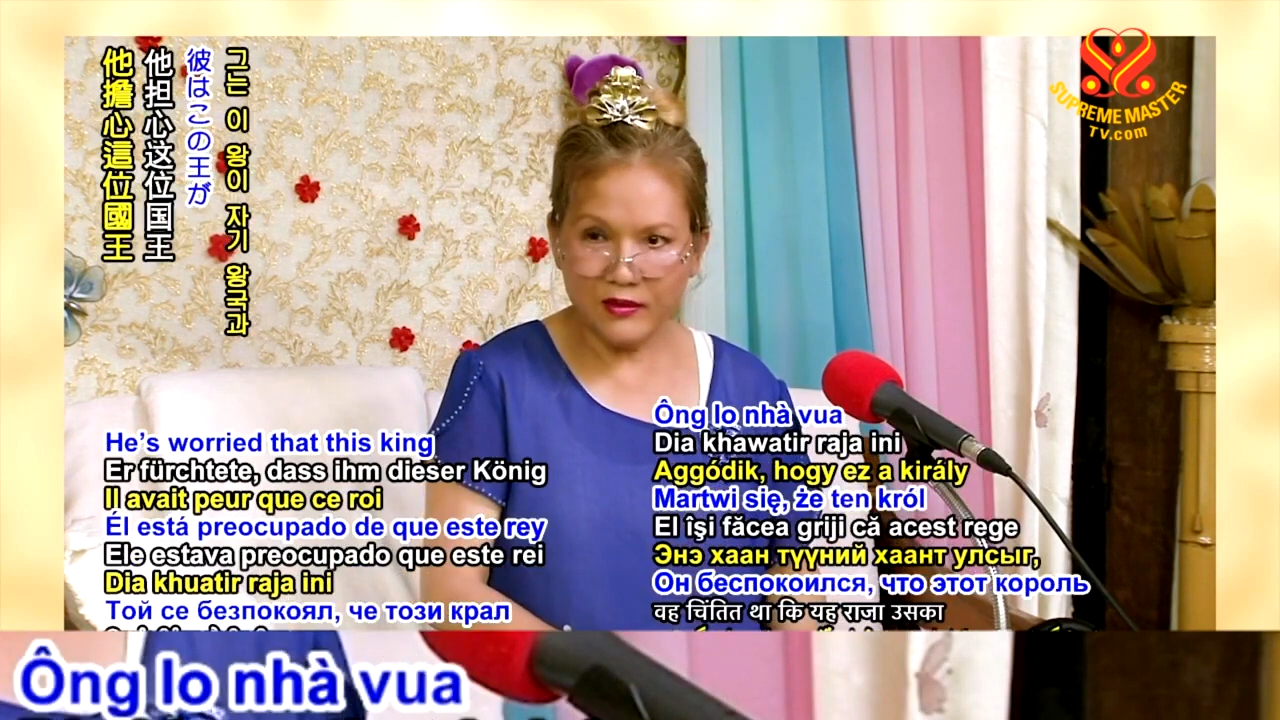 他擔心這位國王
他担心这位国王
彼はこの王が
그는 이 왕이 자기 왕국과
SUPREME MASTER
TV.com
He's worried that this king
Er fürchtete, dass ihm dieser König
Il avait peur que ce roi
Él está preocupado de que este rey
Ele estava preocupado que este rei
Dia khuatir raja ini
Той се безпокоял, че този крал
Ông lo nhà vua
Dia khawatir raja ini
Aggódik, hogy ez a király
Martwi się, że ten król
El îşi făcea griji că acest rege
Энэ хаан түүний хаант улсыг,
Он беспокоился, что этот король
वह चिंतित था कि यह राजा उसका
Ông lo nhà vua